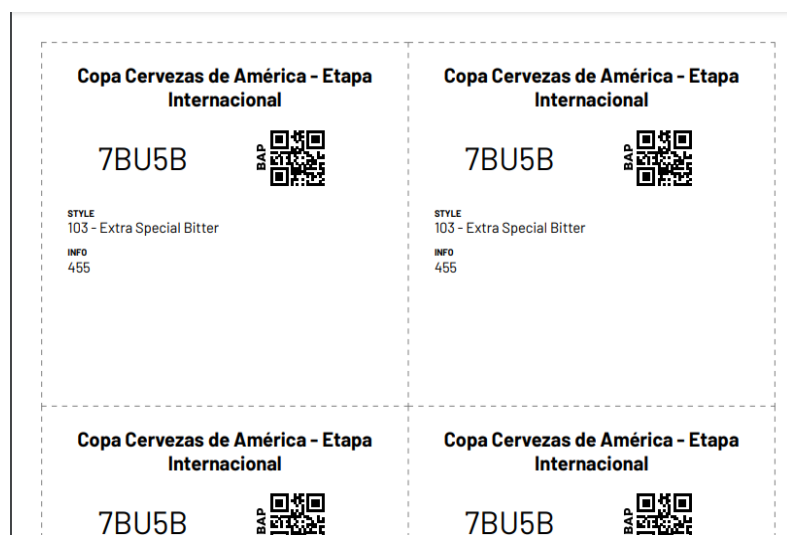 Copa Cervezas de América - Etapa
Internacional
7BU5B
BAP
STYLE
103 - Extra Special Bitter
INFO
455
Copa Cervezas de América - Etapa
Internacional
7BU5B
BAP
STYLE
103 - Extra Special Bitter
INFO
455
Copa Cervezas de América - Etapa
Internacional
7BU5B
BAP
Copa Cervezas de América - Etapa
Internacional
7BU5B
BAP